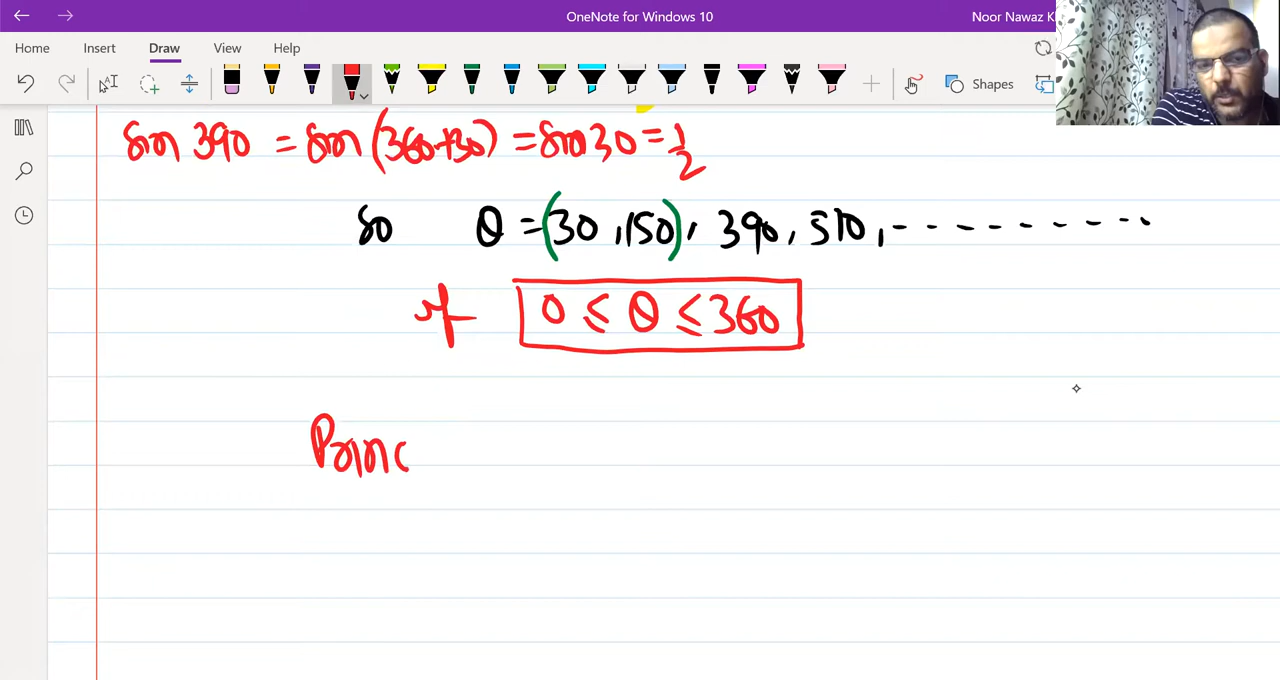 OneNote for Windows 10
Noor Nawaz K
Home Insert Draw View Help
Shapes
sin 390 = sin (360+30) = sin 30 = 1/2
so θ = (30, 150), 390, 510, ----------
if 0 ≤ θ ≤ 360
Princ